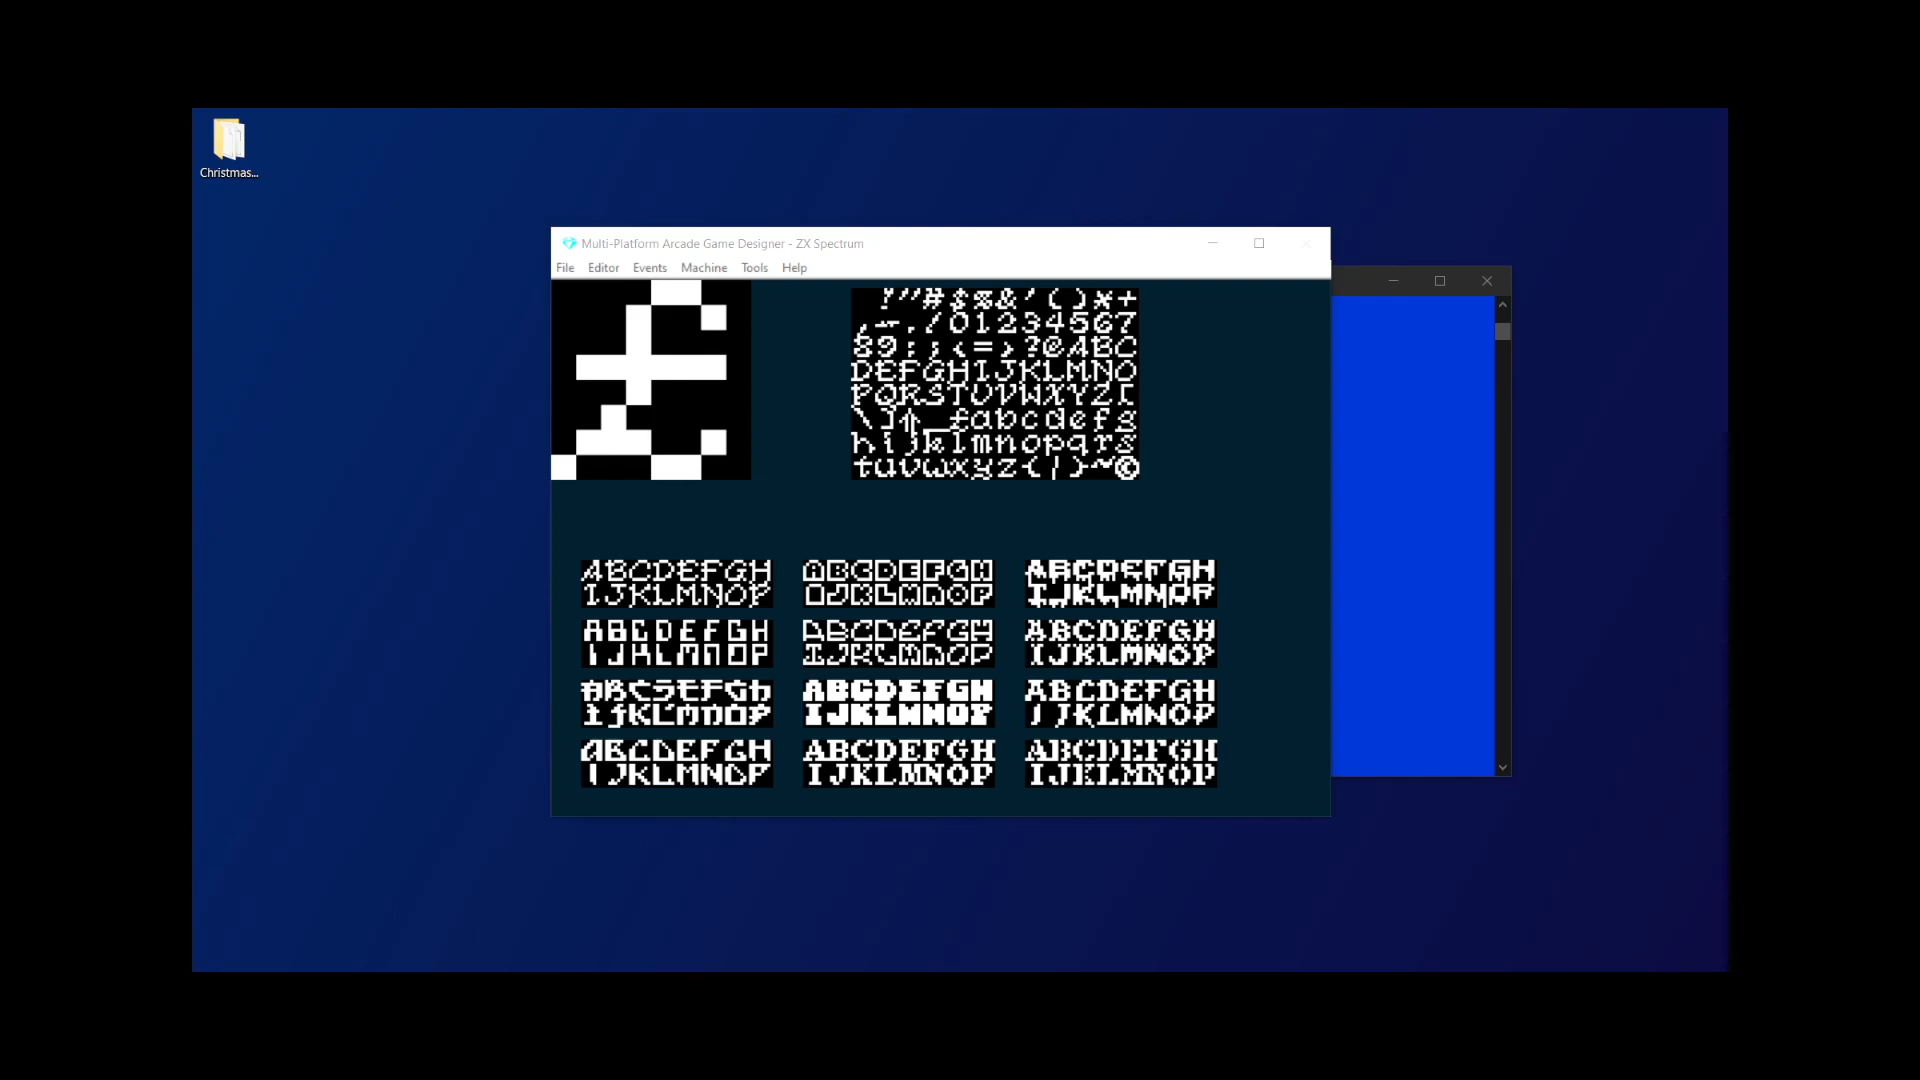 Christmas...
Multi-Platform Arcade Game Designer - ZX Spectrum
File Editor Events Machine Tools Help
£
!"#$%&'()*+
,-./01234567
89:;<=>?@ABC
DEFGHIJKLMNO
PQRSTUVWXYZ[
\]↑_£abcdefg
hijklmnopqrs
tuvwxyz{|}~©
ABCDEFGH ABCDEFGH ABCDEFGH
IJKLMNOP IJKLMNOP IJKLMNOP
ABCDEFGH ABCDEFGH ABCDEFGH
IJKLMNOP IJKLMNOP IJKLMNOP
ABCDEFGh ABCDEFGH ABCDEFGH
IJKLMNOP IJKLMNOP IJKLMNOP
ABCDEFGH ABCDEFGH ABCDEFGH
IJKLMNOP IJKLMNOP IJKLMNOP